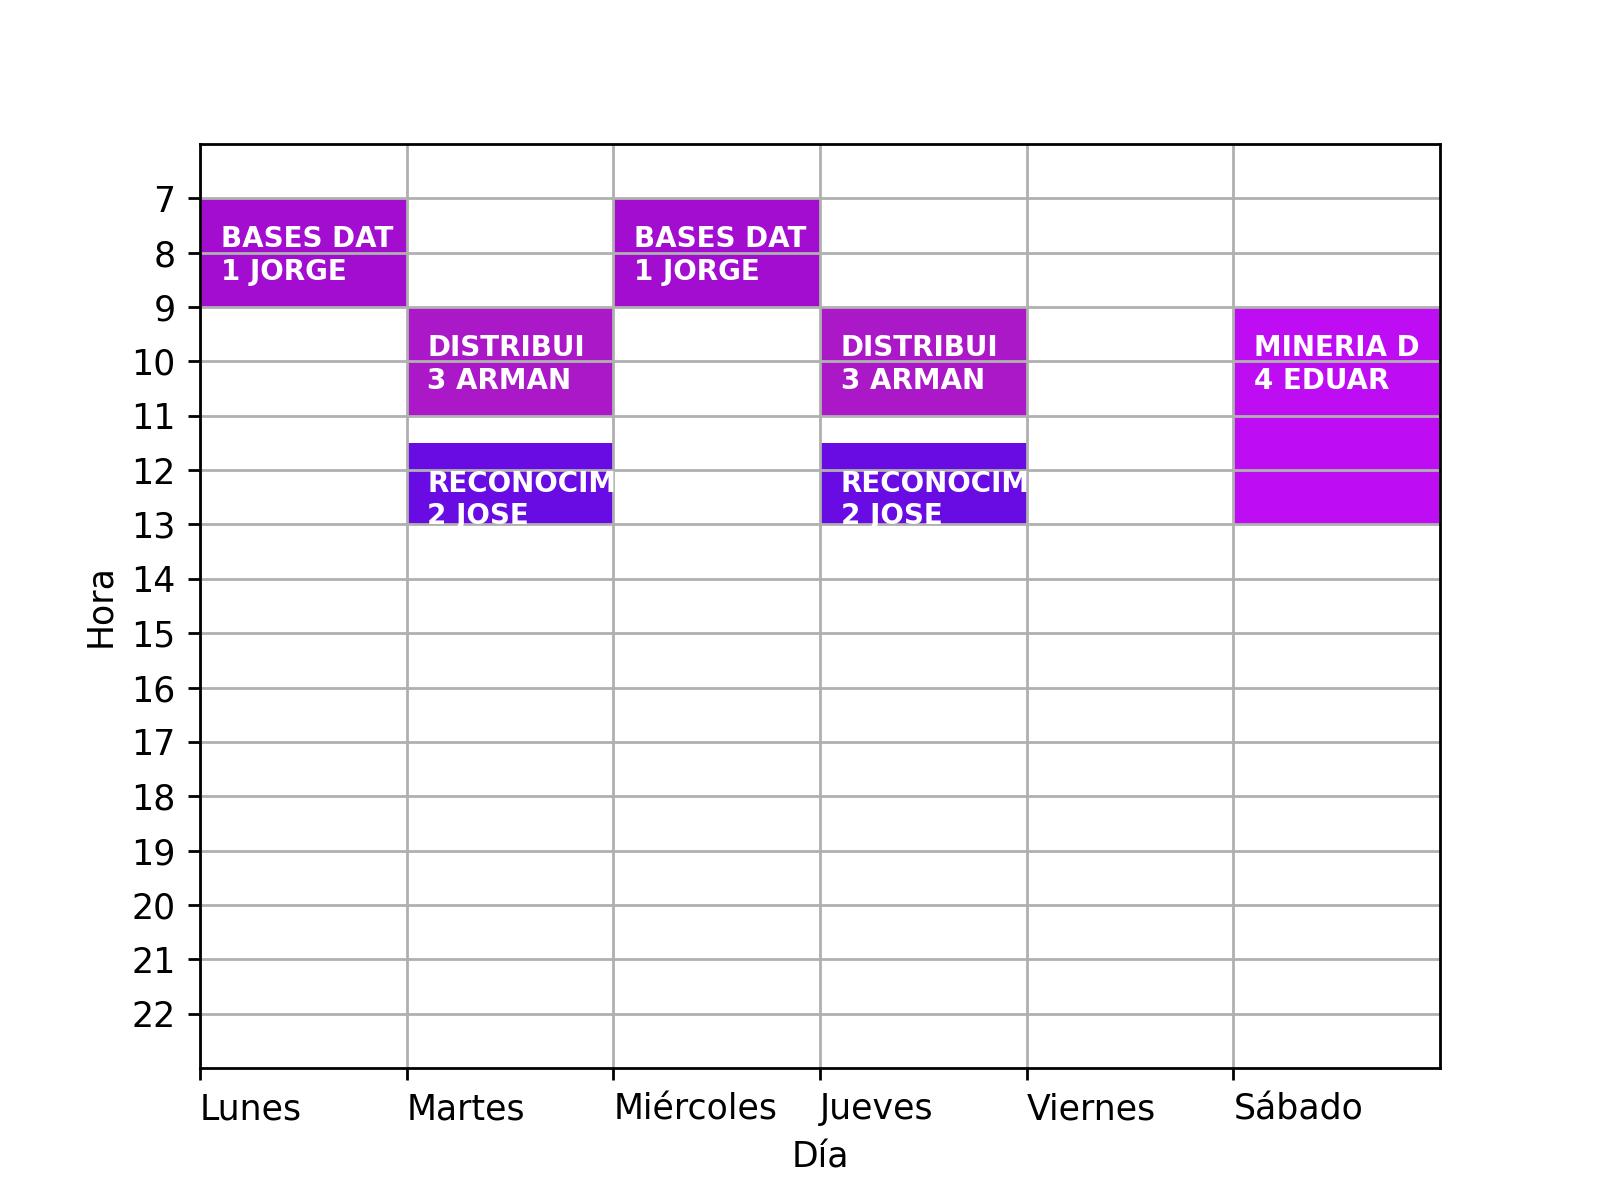 7
BASES DAT
1 JORGE
BASES DAT
1 JORGE
8
9
DISTRIBUI
3 ARMAN
DISTRIBUI
3 ARMAN
MINERIA D
4 EDUAR
10
11
12
RECONOCIM
2 JOSE
RECONOCIM
2 JOSE
13
14
15
16
17
18
19
20
21
22
Hora
Lunes Martes Miércoles Jueves Viernes Sábado
Día